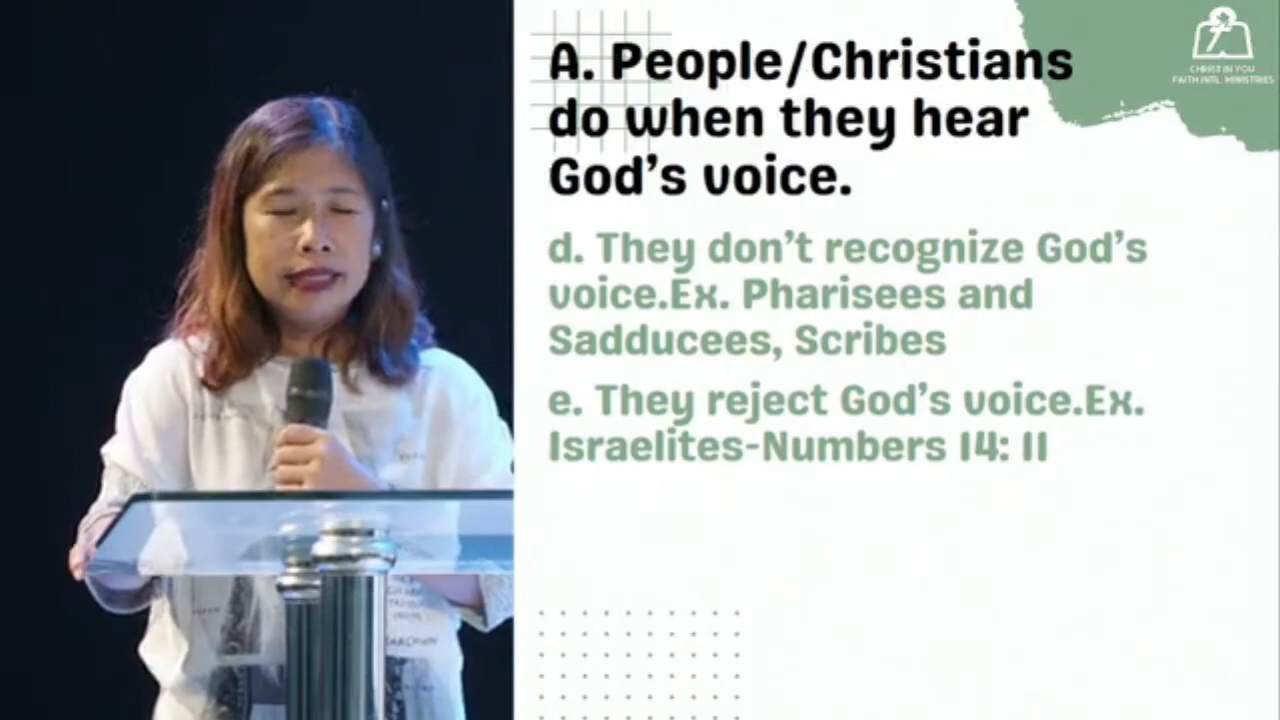 A. People/Christians
do when they hear
God's voice.
d. They don't recognize God's
voice.Ex. Pharisees and
Sadducees, Scribes
e. They reject God's voice.Ex.
Israelites-Numbers 14: 11
CHRIST IN YOU
FAITH INTL. MINISTRIES